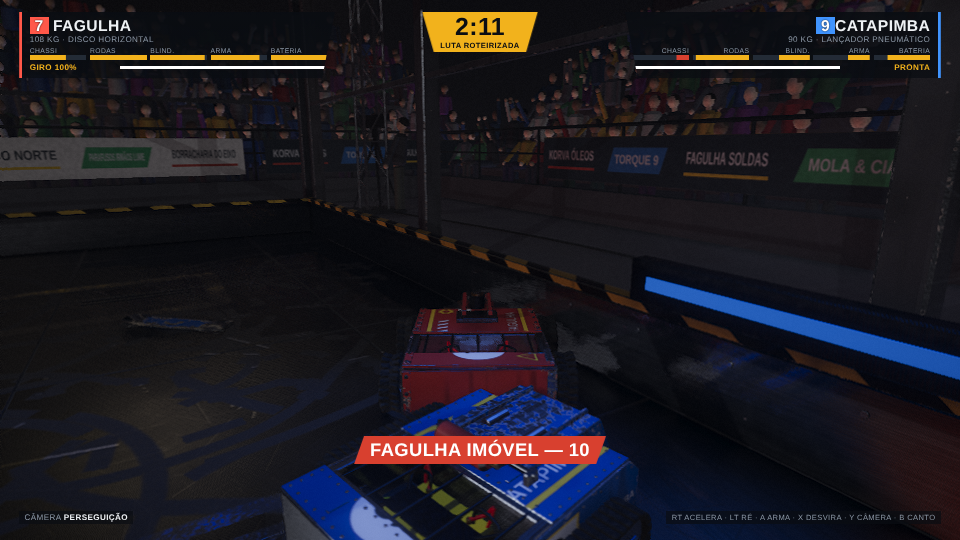 7 FAGULHA
108 KG · DISCO HORIZONTAL
CHASSI RODAS BLIND. ARMA BATERIA
GIRO 100%
2:11
LUTA ROTEIRIZADA
9 CATAPIMBA
90 KG · LANÇADOR PNEUMÁTICO
CHASSI RODAS BLIND. ARMA BATERIA
PRONTA
NORTE
BORRACHARIA DO EIXO
KORVA
KORVA ÓLEOS
TORQUE 9
FAGULHA SOLDAS
MOLA & CIA
FAGULHA IMÓVEL — 10
CÂMERA PERSEGUIÇÃO
RT ACELERA · LT RÉ · A ARMA · X DESVIRA · Y CÂMERA · B CANTO